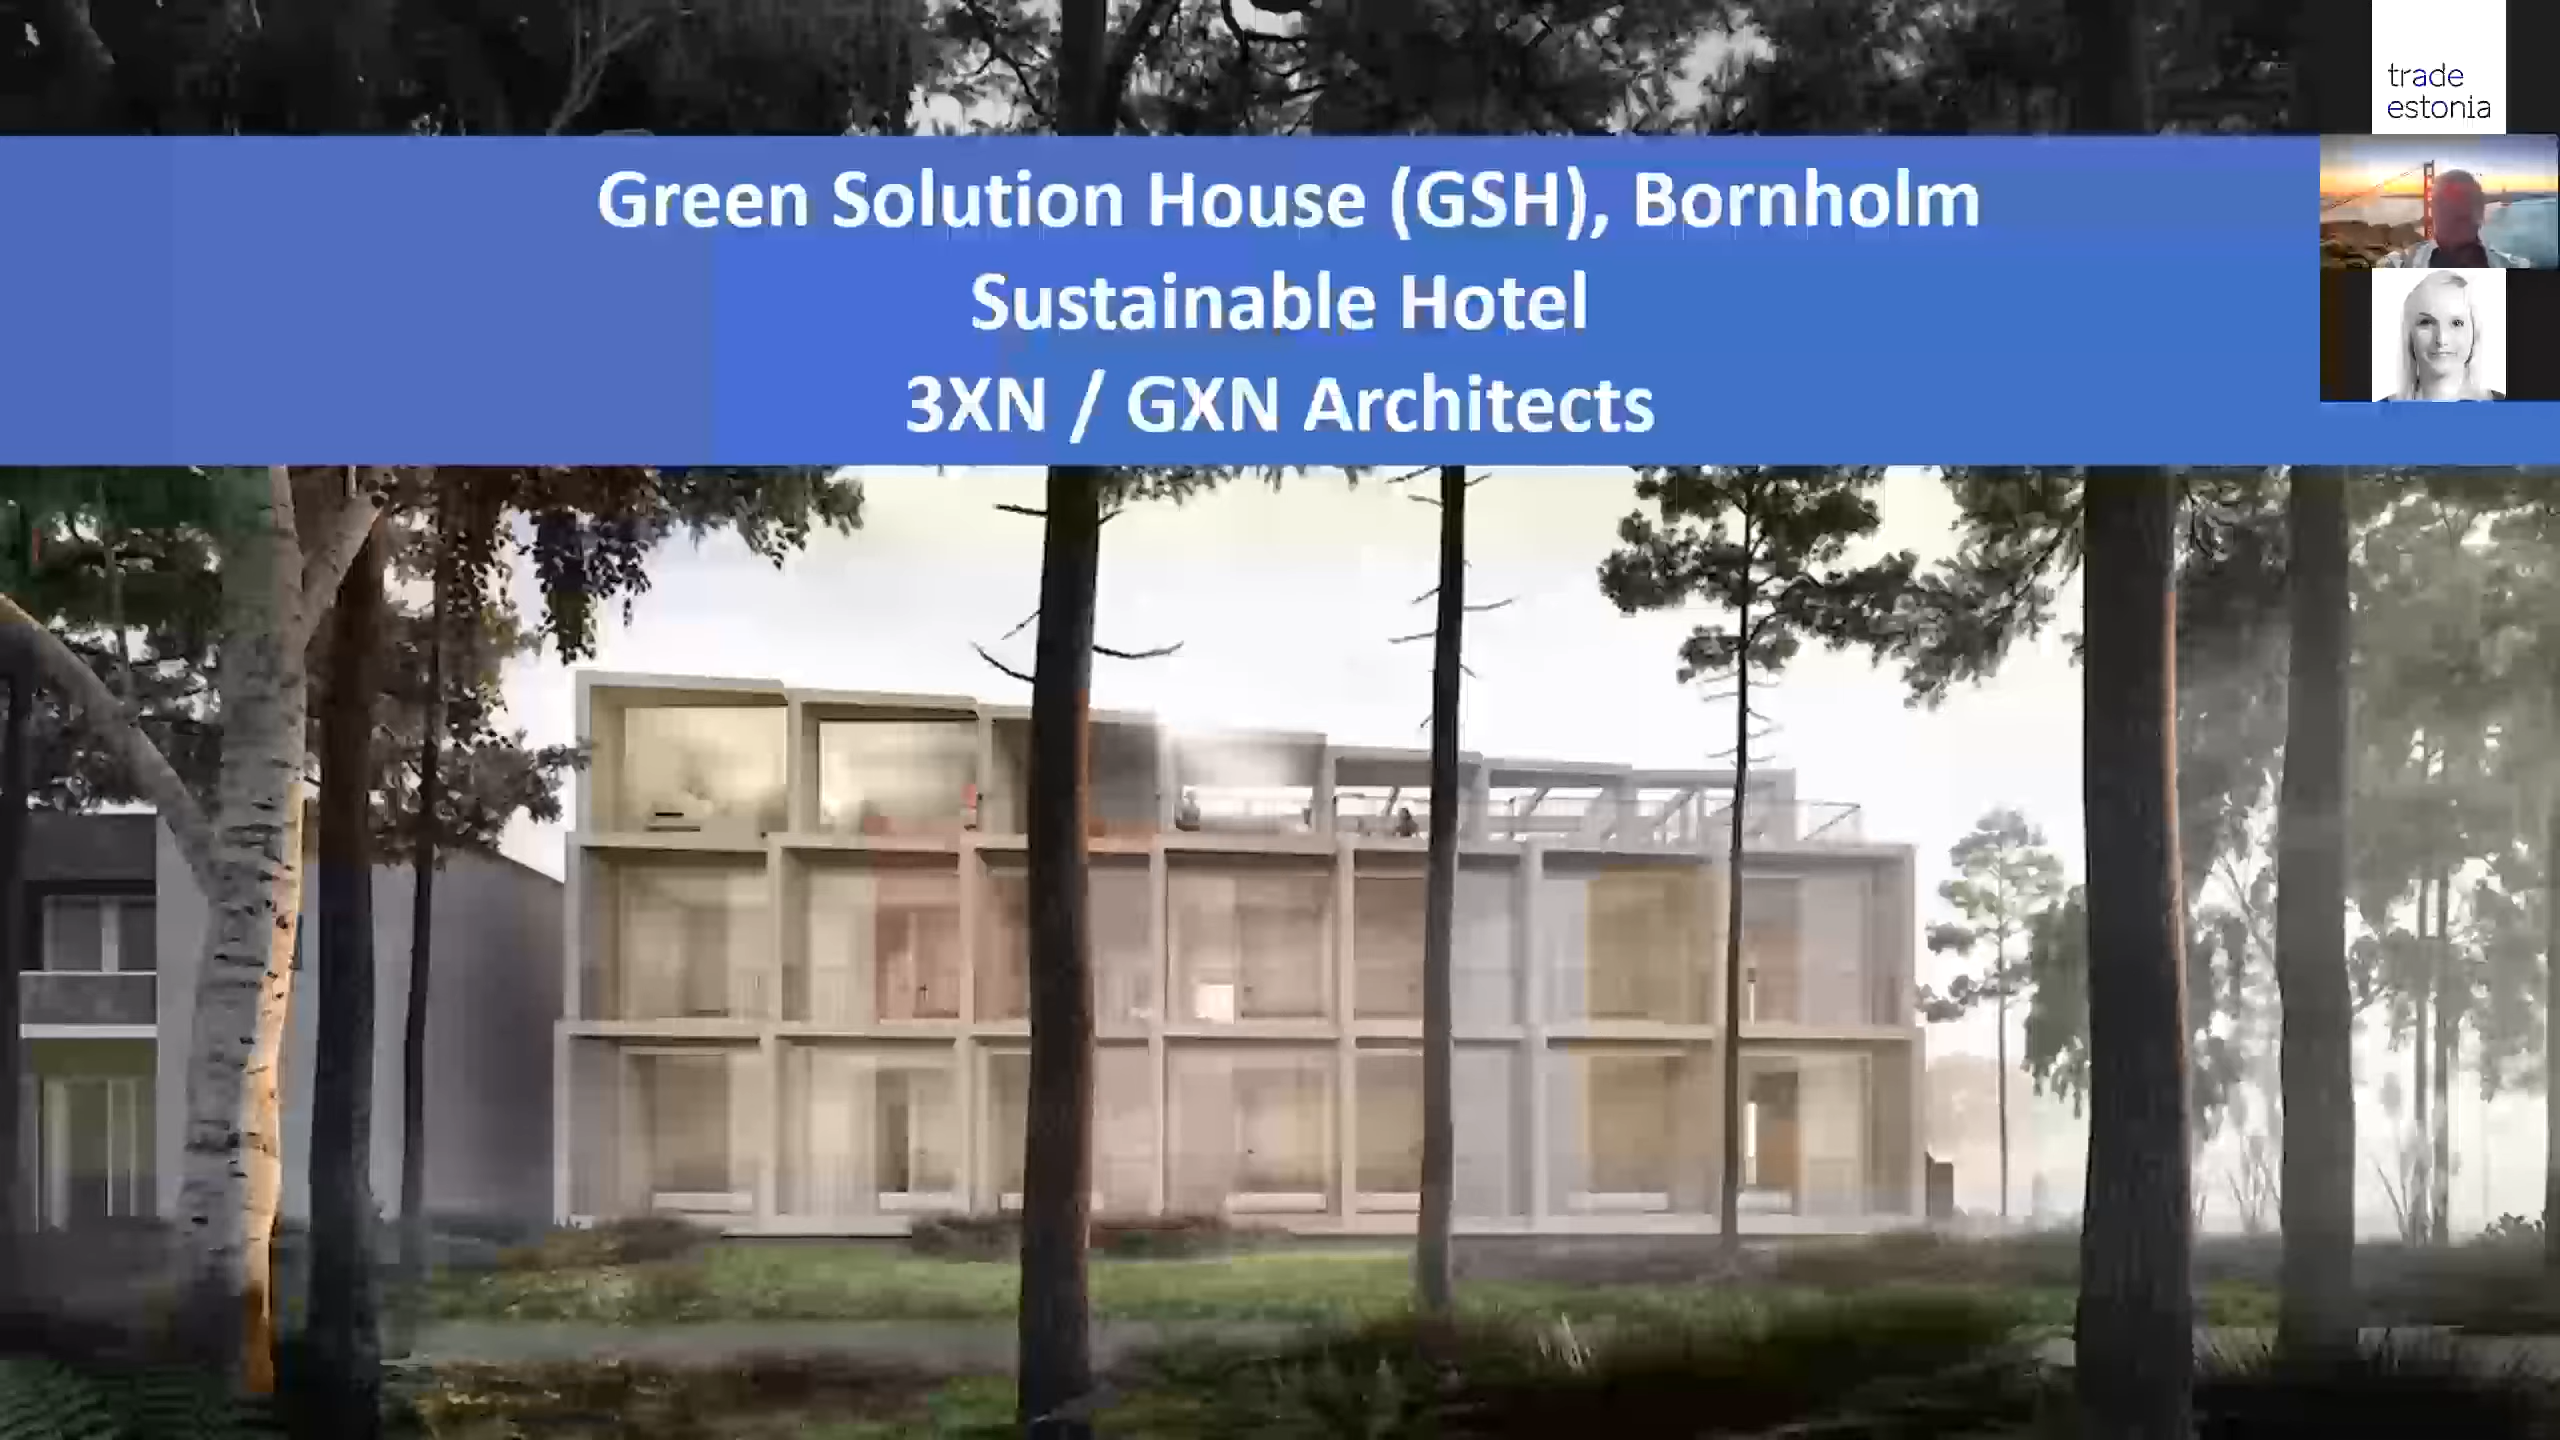 Green Solution House (GSH), Bornholm
Sustainable Hotel
3XN / GXN Architects
trade
estonia